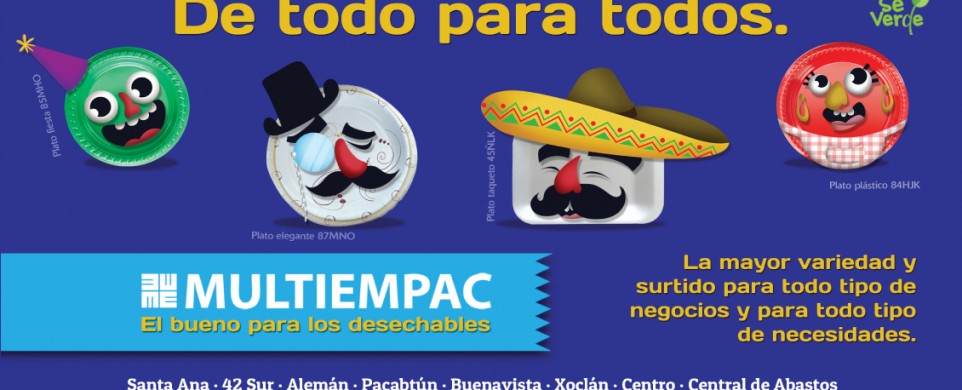 De todo para todos.
sé
verde
Plato fiesta 85MHO
Plato elegante 87MNO
Plato taqueto 45ÑLK
Plato plástico 84HJK
MULTIEMPAC
El bueno para los desechables
La mayor variedad y
surtido para todo tipo de
negocios y para todo tipo
de necesidades.
Santa Ana · 42 Sur · Alemán · Pacabtún · Buenavista · Xoclán · Centro · Central de Abastos